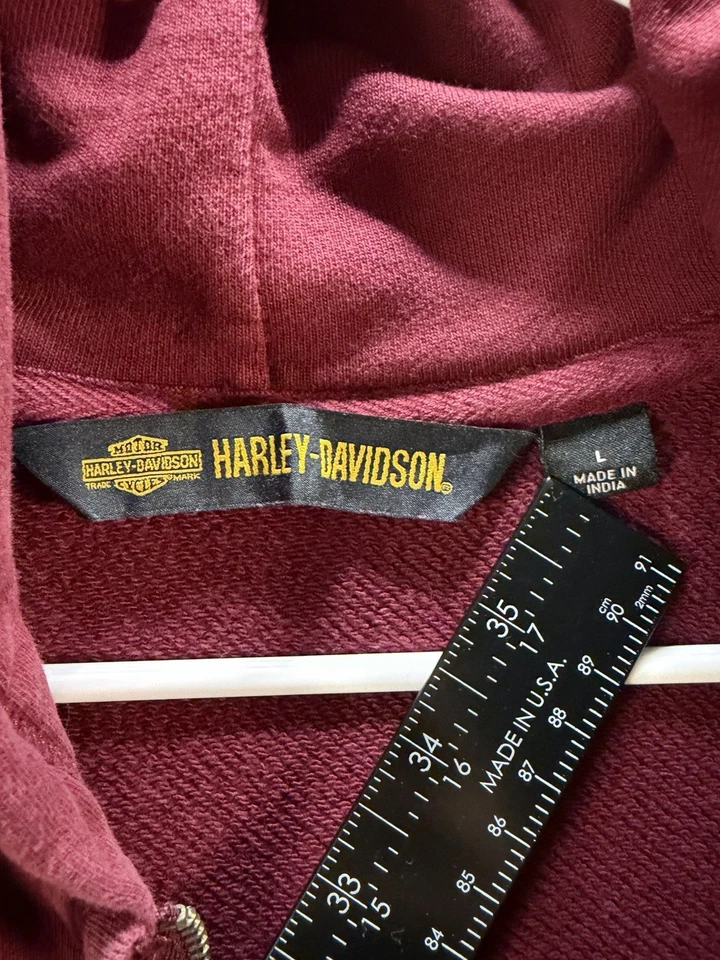 MOTOR
HARLEY-DAVIDSON
TRADE MARK
CYCLES
HARLEY-DAVIDSON®
L
MADE IN
INDIA
91
2mm
cm
90
35
17
89
MADE IN U.S.A.
88
34
16
87
86
33
15
85
84